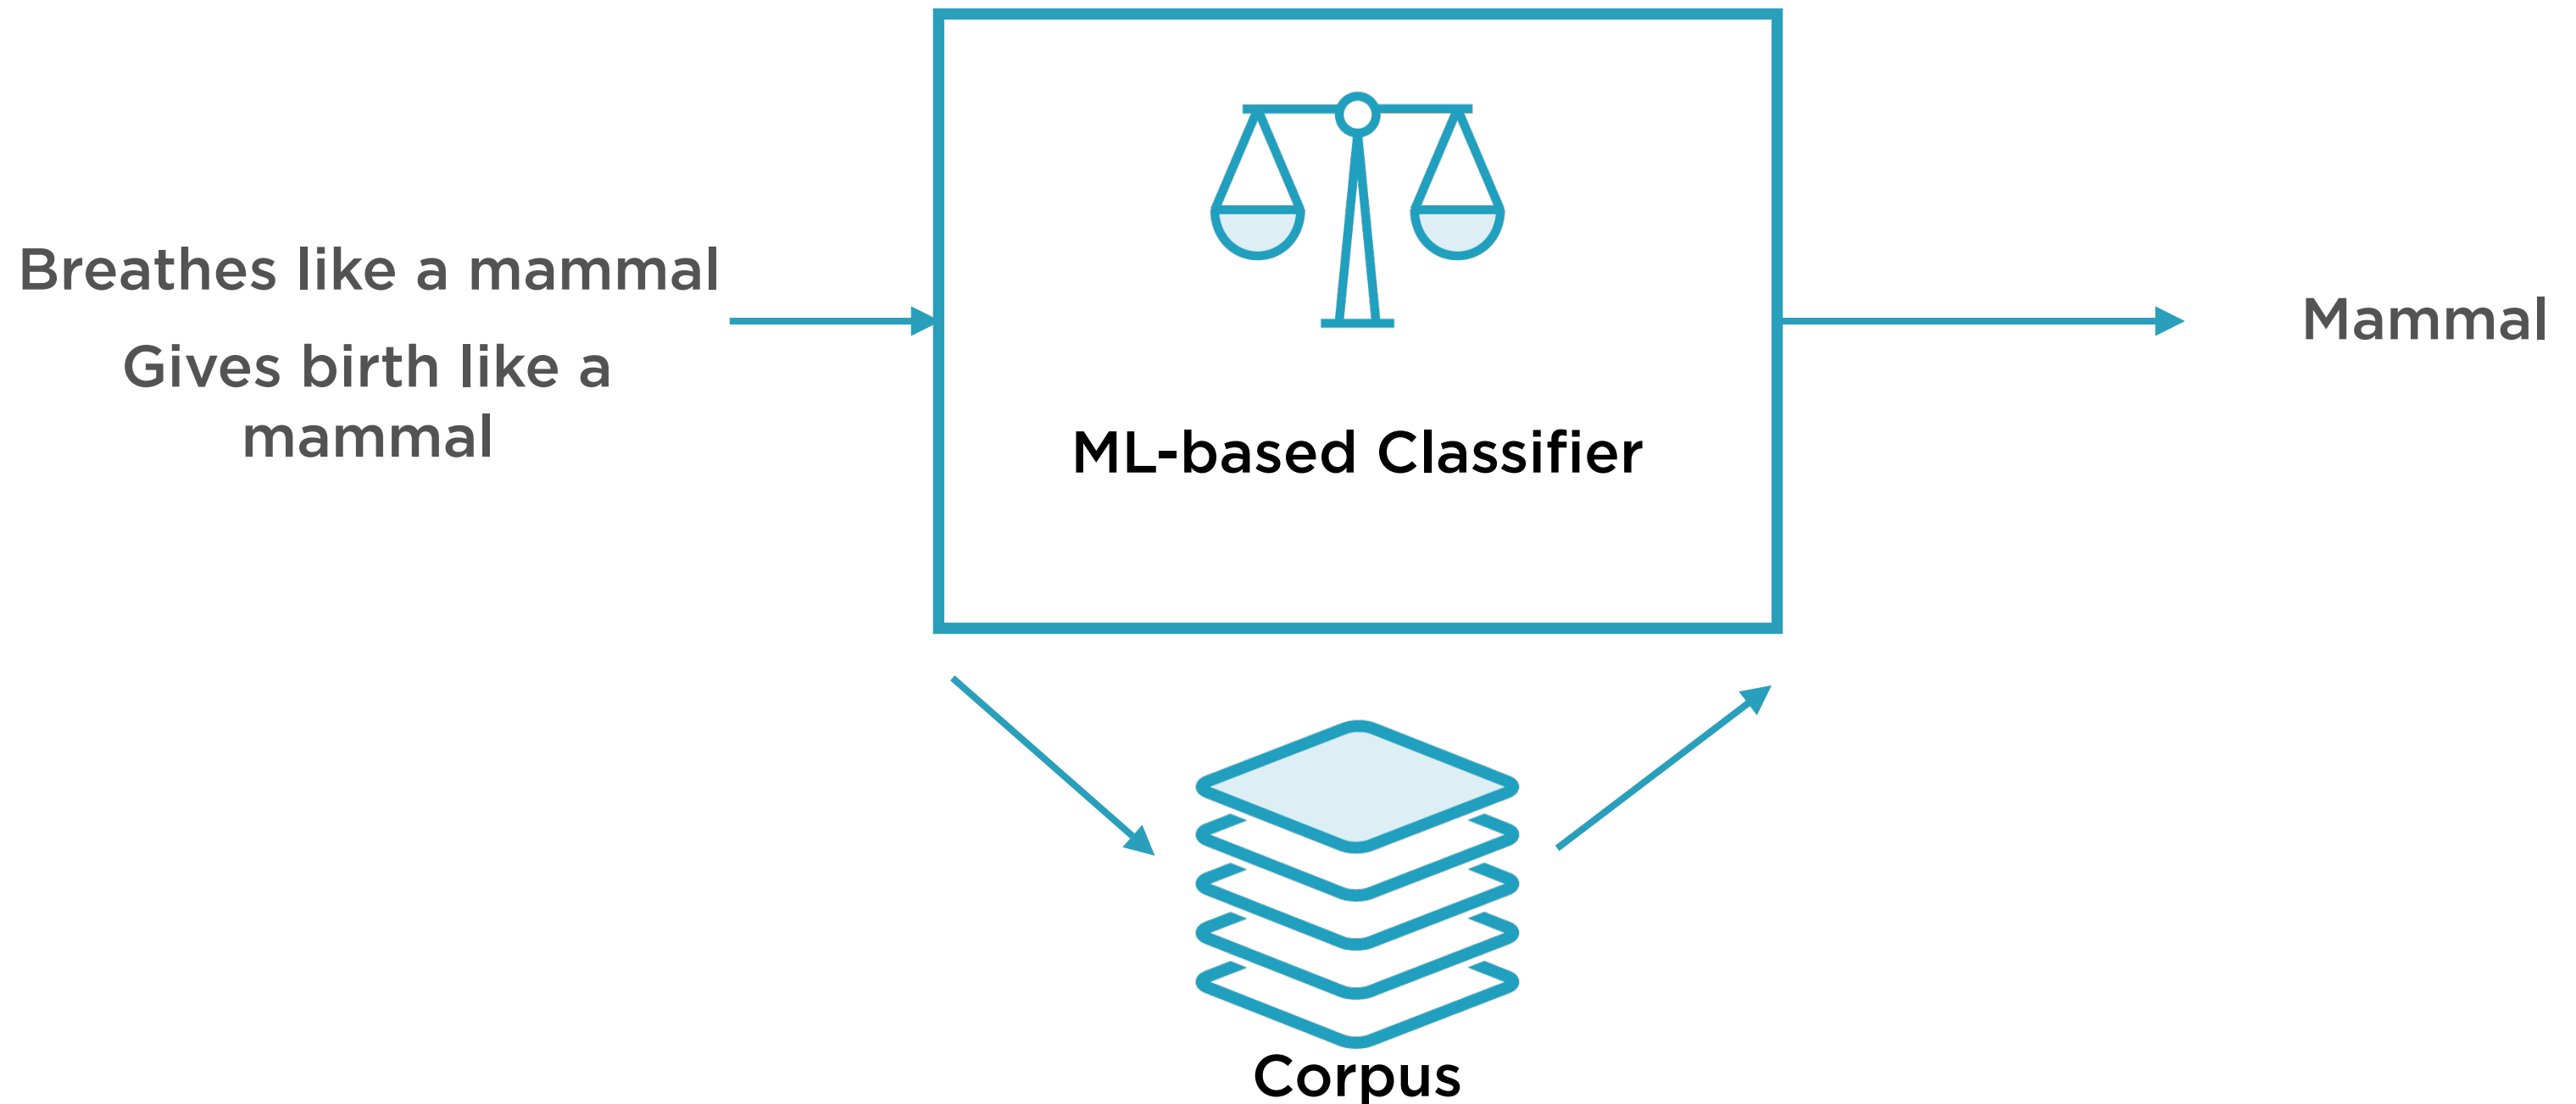 Breathes like a mammal
Gives birth like a
mammal
ML-based Classifier
Mammal
Corpus